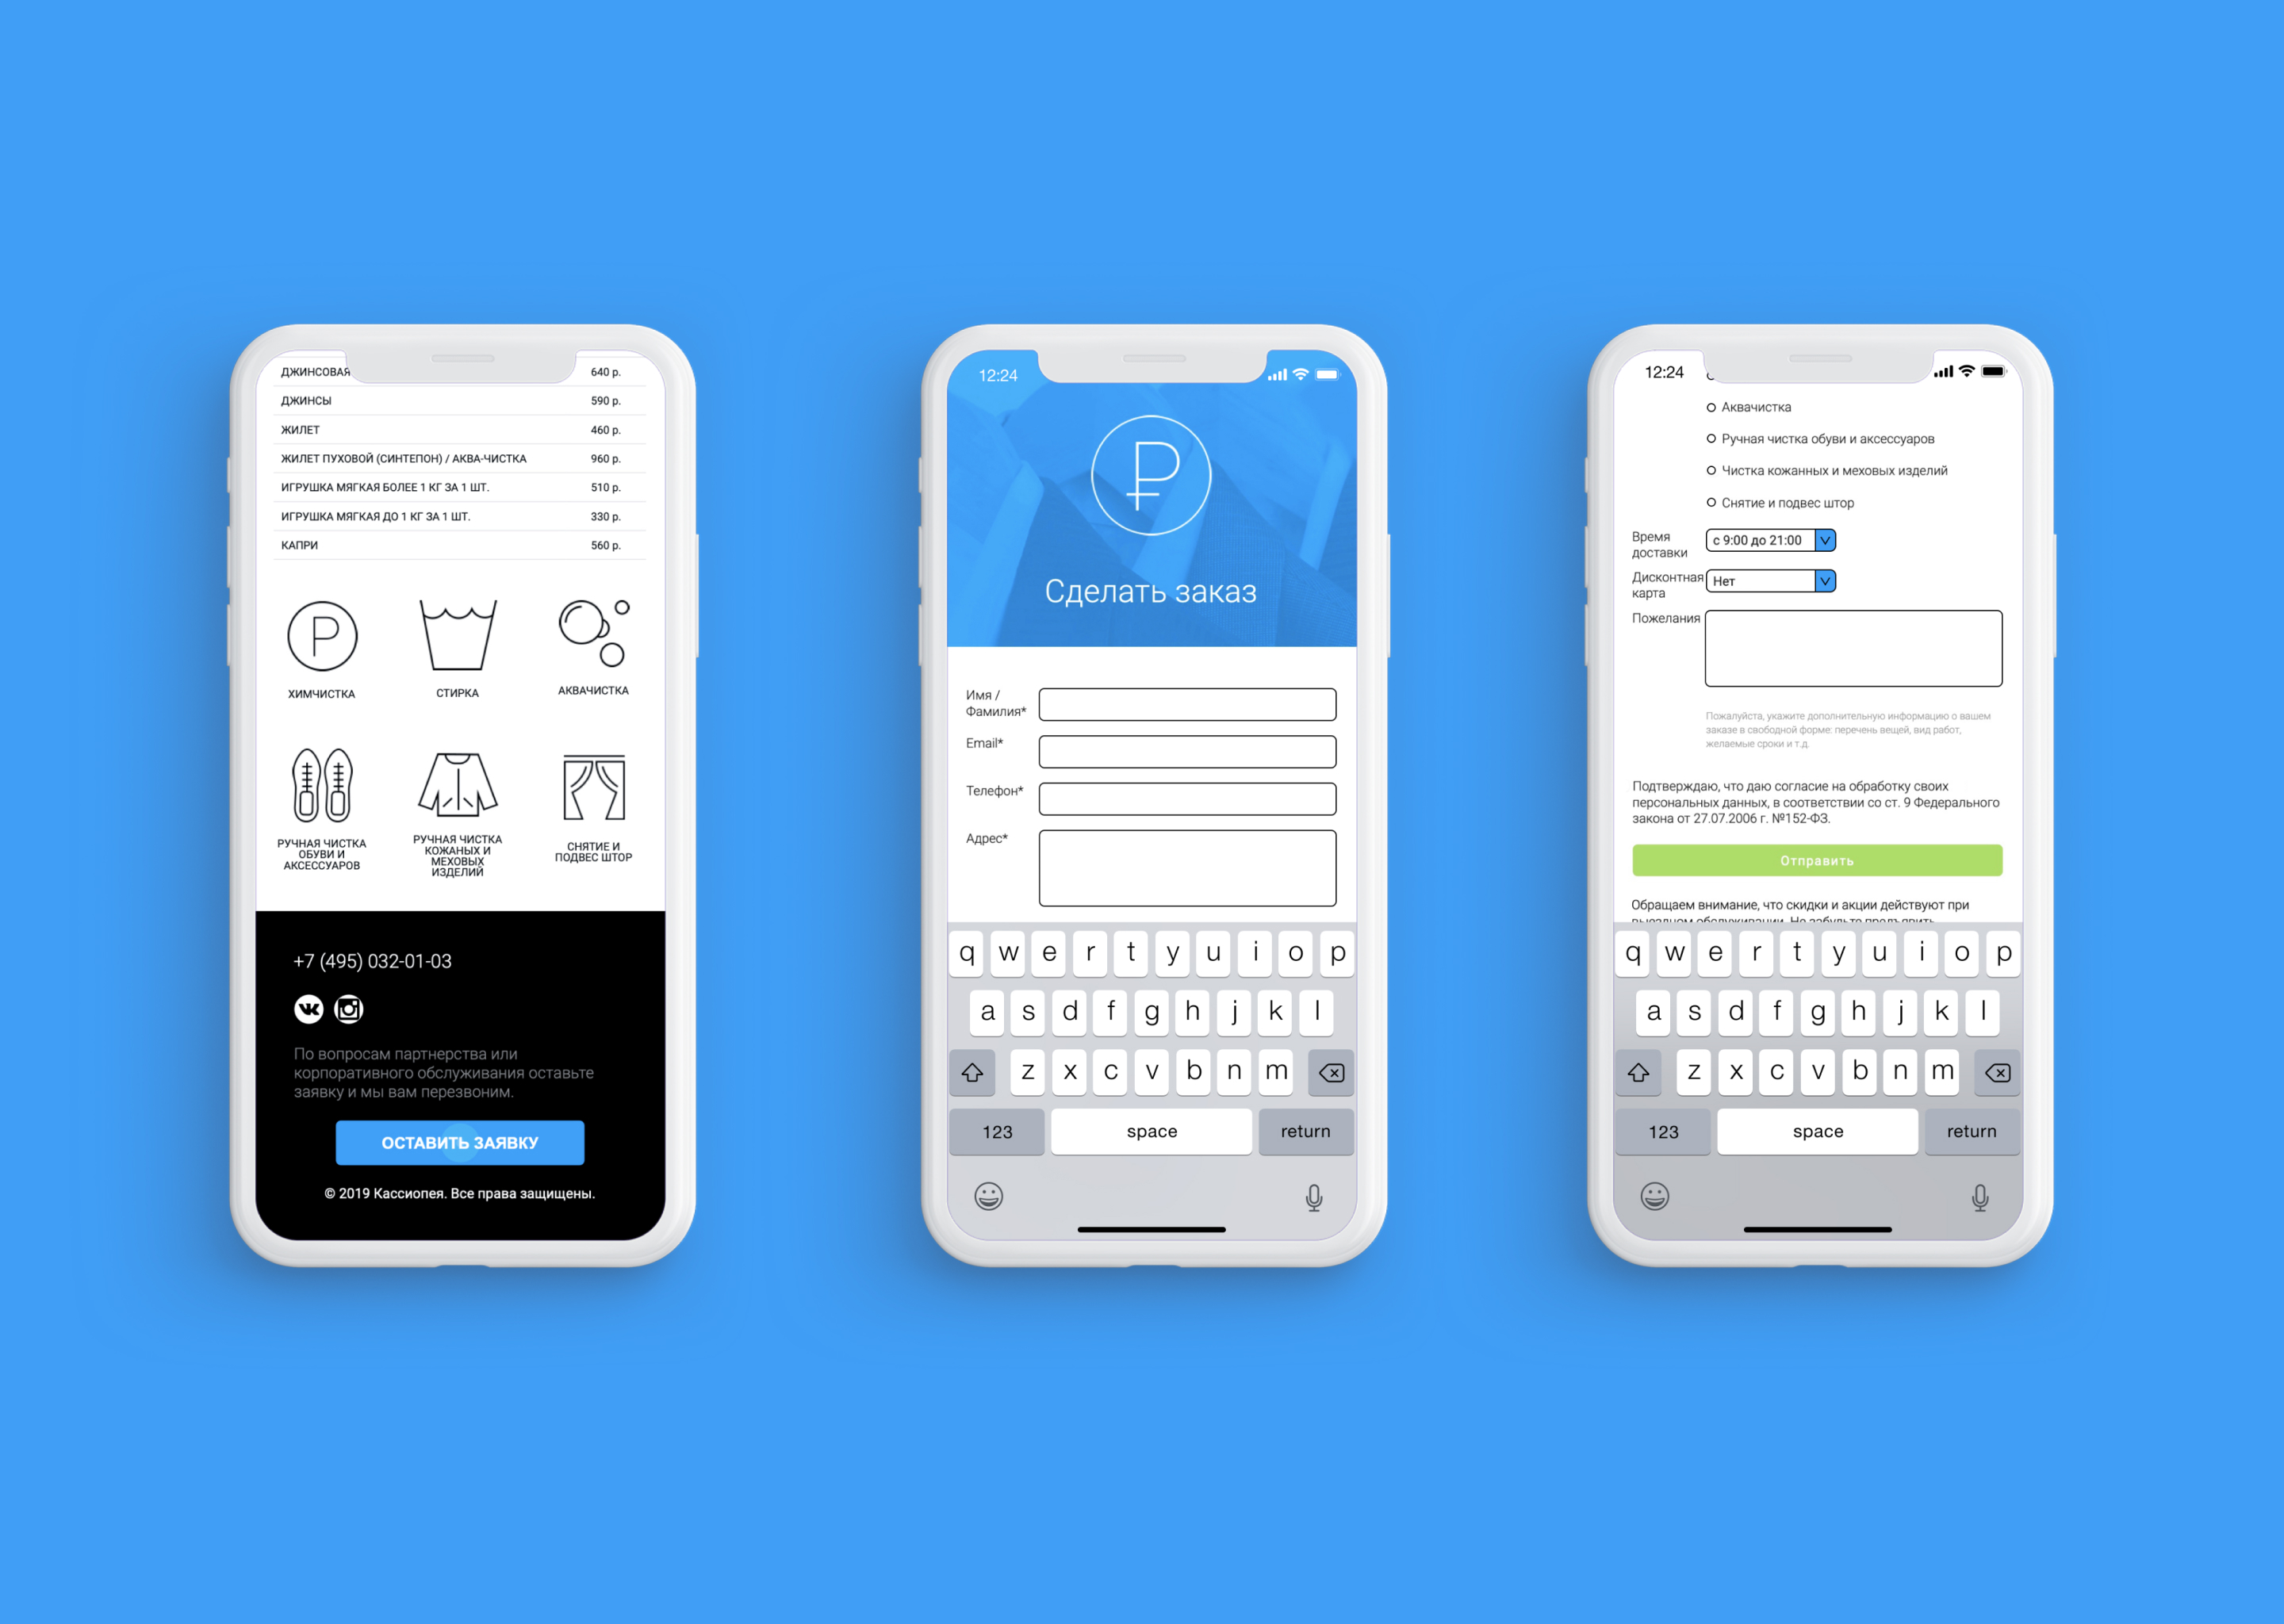 ДЖИНСОВАЯ 640 р.
ДЖИНСЫ 590 р.
ЖИЛЕТ 460 р.
ЖИЛЕТ ПУХОВОЙ (СИНТЕПОН) / АКВА-ЧИСТКА 960 р.
ИГРУШКА МЯГКАЯ БОЛЕЕ 1 КГ ЗА 1 ШТ. 510 р.
ИГРУШКА МЯГКАЯ ДО 1 КГ ЗА 1 ШТ. 330 р.
КАПРИ 560 р.
P
ХИМЧИСТКА
СТИРКА
АКВАЧИСТКА
РУЧНАЯ ЧИСТКА
ОБУВИ И
АКСЕССУАРОВ
РУЧНАЯ ЧИСТКА
КОЖАНЫХ И
МЕХОВЫХ
ИЗДЕЛИЙ
СНЯТИЕ И
ПОДВЕС ШТОР
+7 (495) 032-01-03
По вопросам партнерства или
корпоративного обслуживания оставьте
заявку и мы вам перезвоним.
ОСТАВИТЬ ЗАЯВКУ
© 2019 Кассиопея. Все права защищены.
12:24
₽
Сделать заказ
Имя /
Фамилия*
Email*
Телефон*
Адрес*
q w e r t y u i o p
a s d f g h j k l
z x c v b n m
123 space return
12:24
Аквачистка
Ручная чистка обуви и аксессуаров
Чистка кожанных и меховых изделий
Снятие и подвес штор
Время
доставки
с 9:00 до 21:00
Дисконтная
карта
Нет
Пожелания
Пожалуйста, укажите дополнительную информацию о вашем
заказе в свободной форме: перечень вещей, вид работ,
желаемые сроки и т.д.
Подтверждаю, что даю согласие на обработку своих
персональных данных, в соответствии со ст. 9 Федерального
закона от 27.07.2006 г. №152-ФЗ.
Отправить
Обращаем внимание, что скидки и акции действуют при
выездном обслуживании. Не забудьте предъявить
q w e r t y u i o p
a s d f g h j k l
z x c v b n m
123 space return